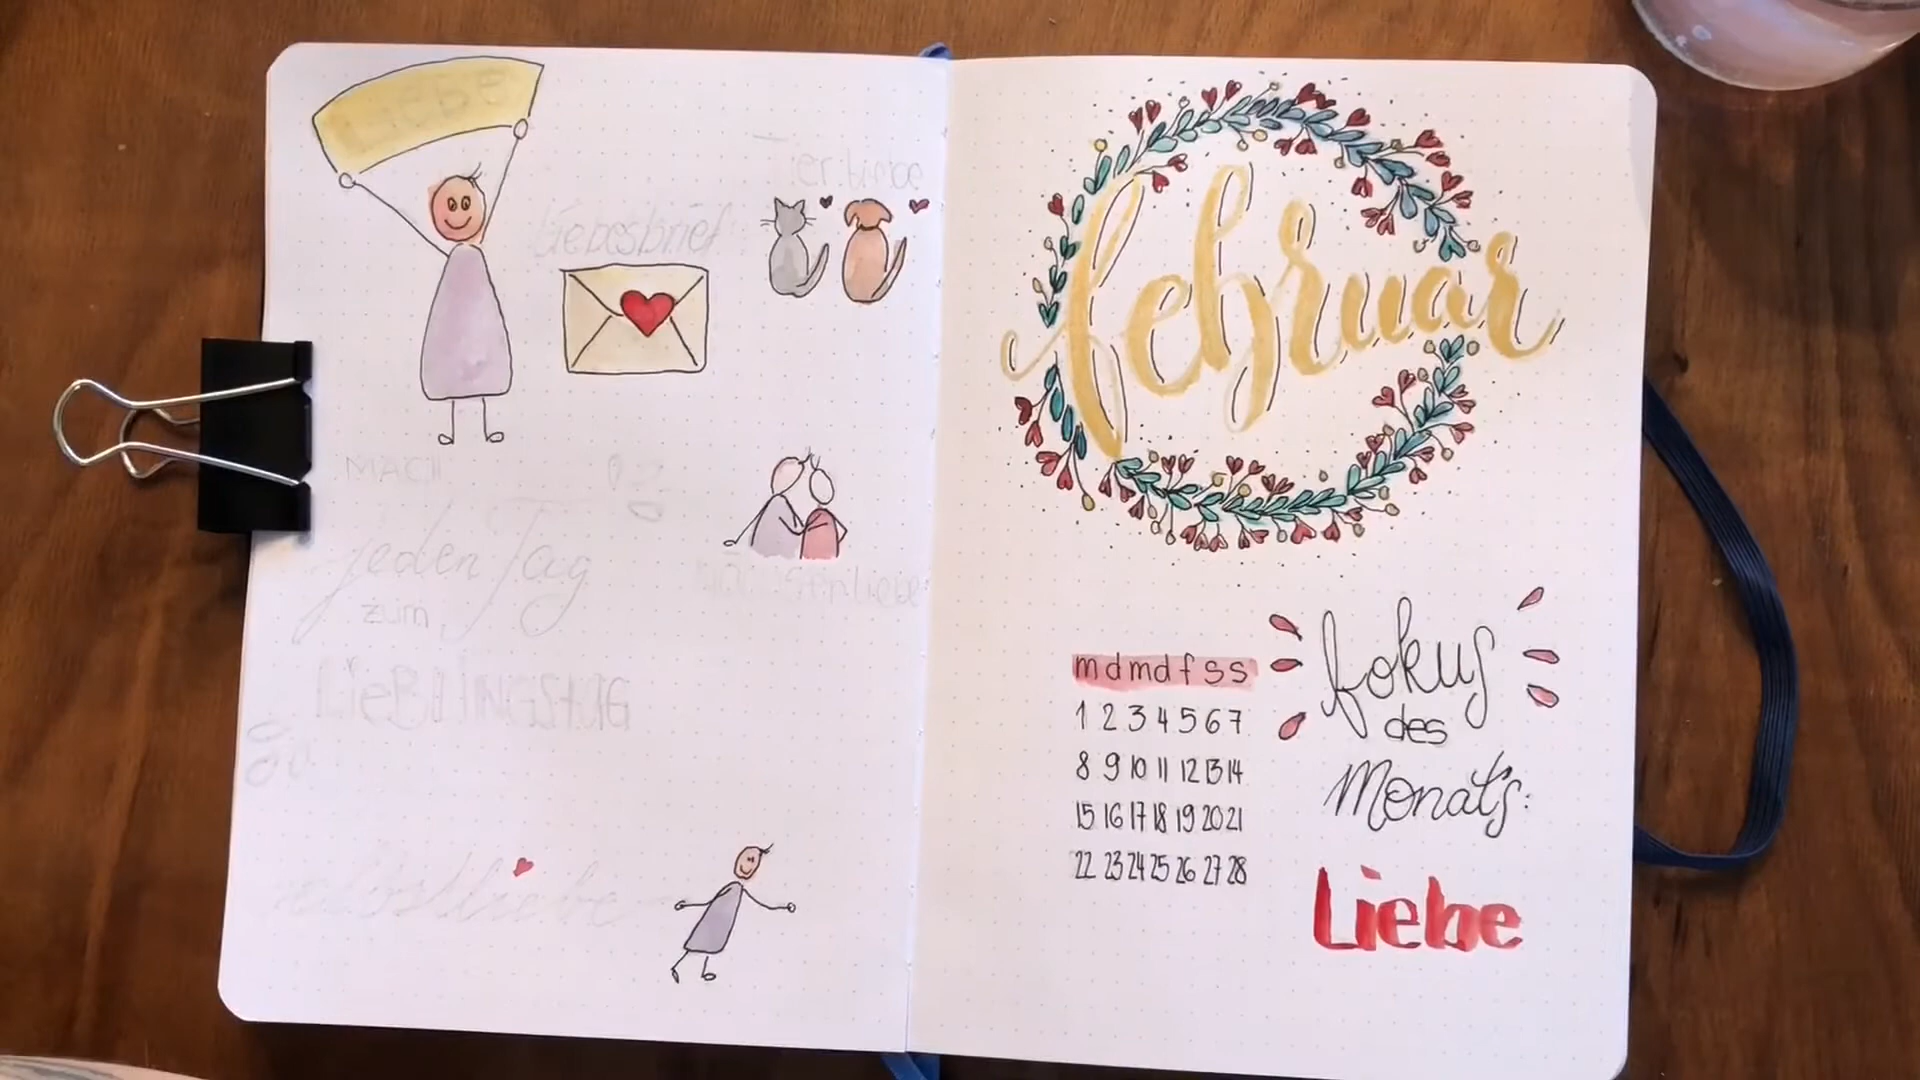 LIEBE
Tierliebe
Liebesbrief
MACH
jeden Tag
zum
LieBLINGStAG
selbstliebe
februar
m d m d f s s
1 2 3 4 5 6 7
8 9 10 11 12 13 14
15 16 17 18 19 20 21
22 23 24 25 26 27 28
fokus
des
Monats:
Liebe